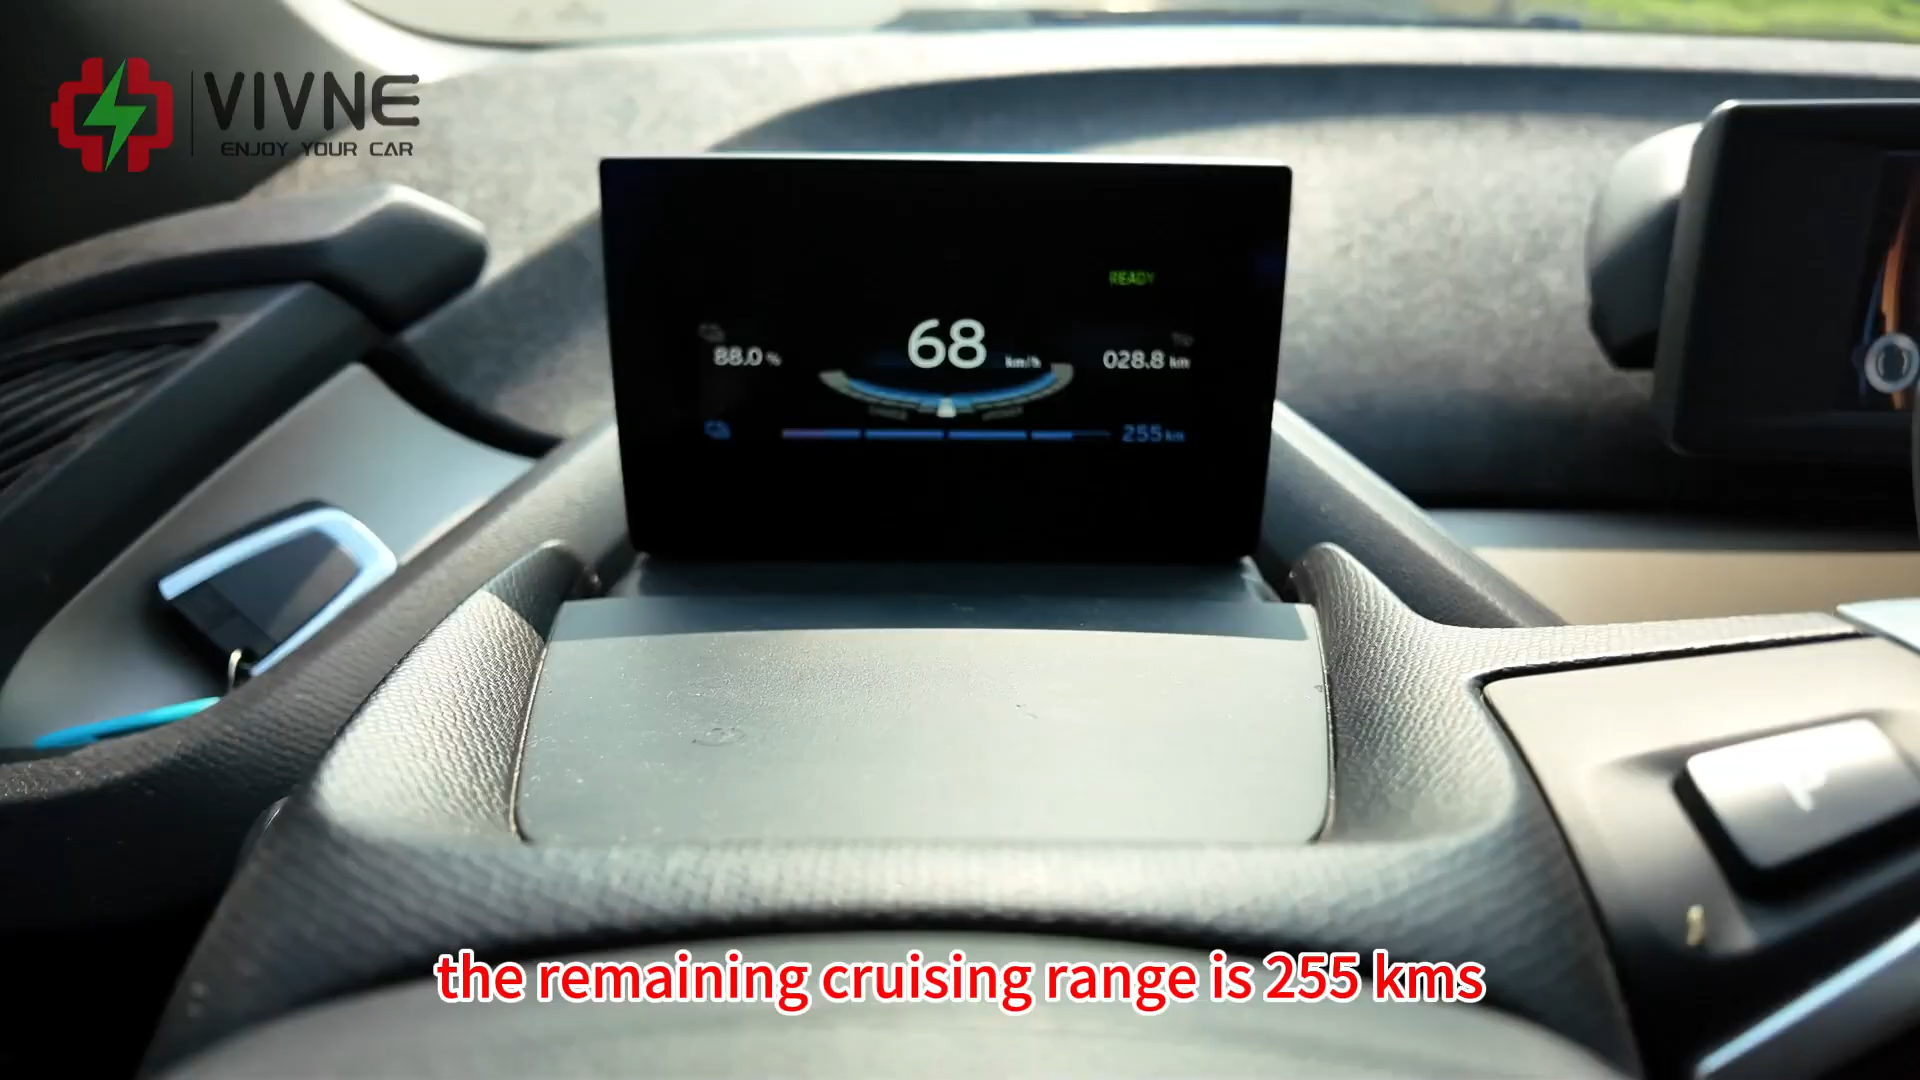 VIVNE
ENJOY YOUR CAR
READY
68 km/h
88.0 %
028.8 km
255 km
the remaining cruising range is 255 kms